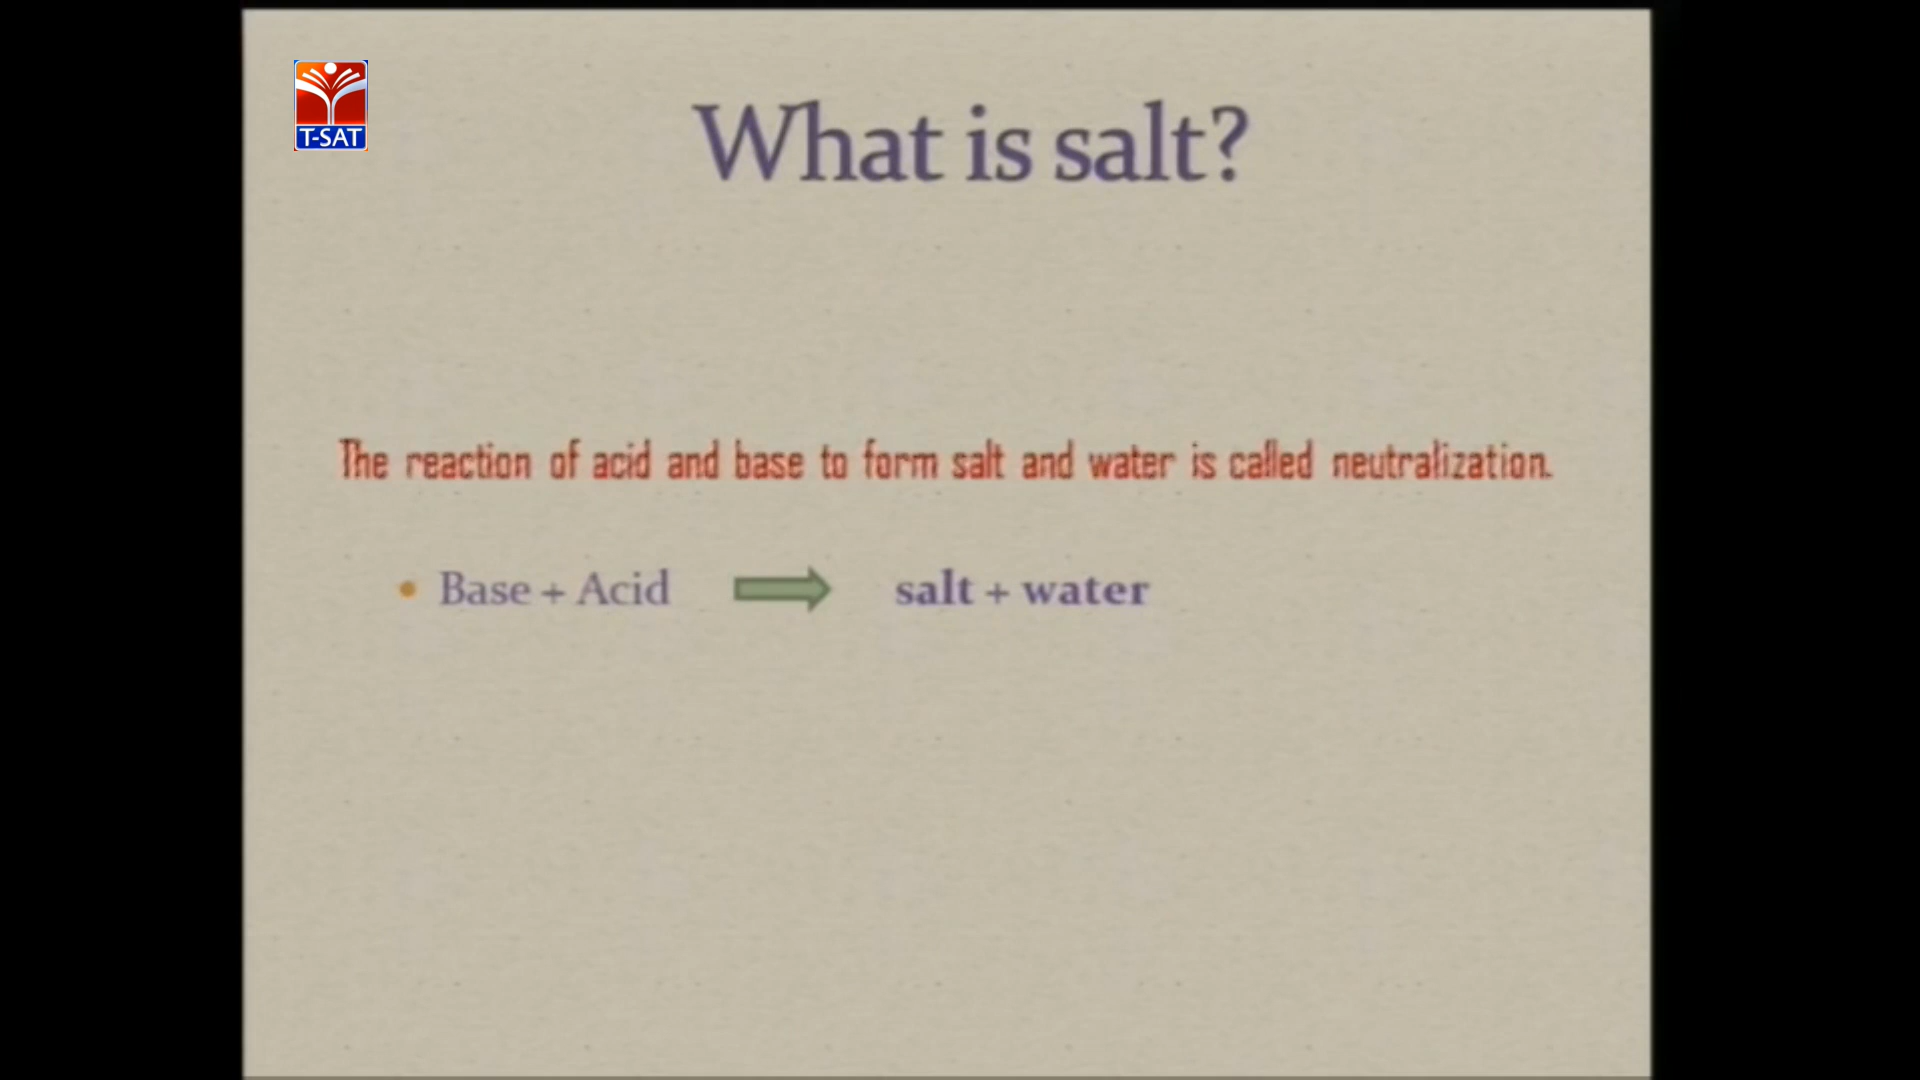 T-SAT
What is salt?
The reaction of acid and base to form salt and water is called neutralization.
• Base + Acid ➡ salt + water